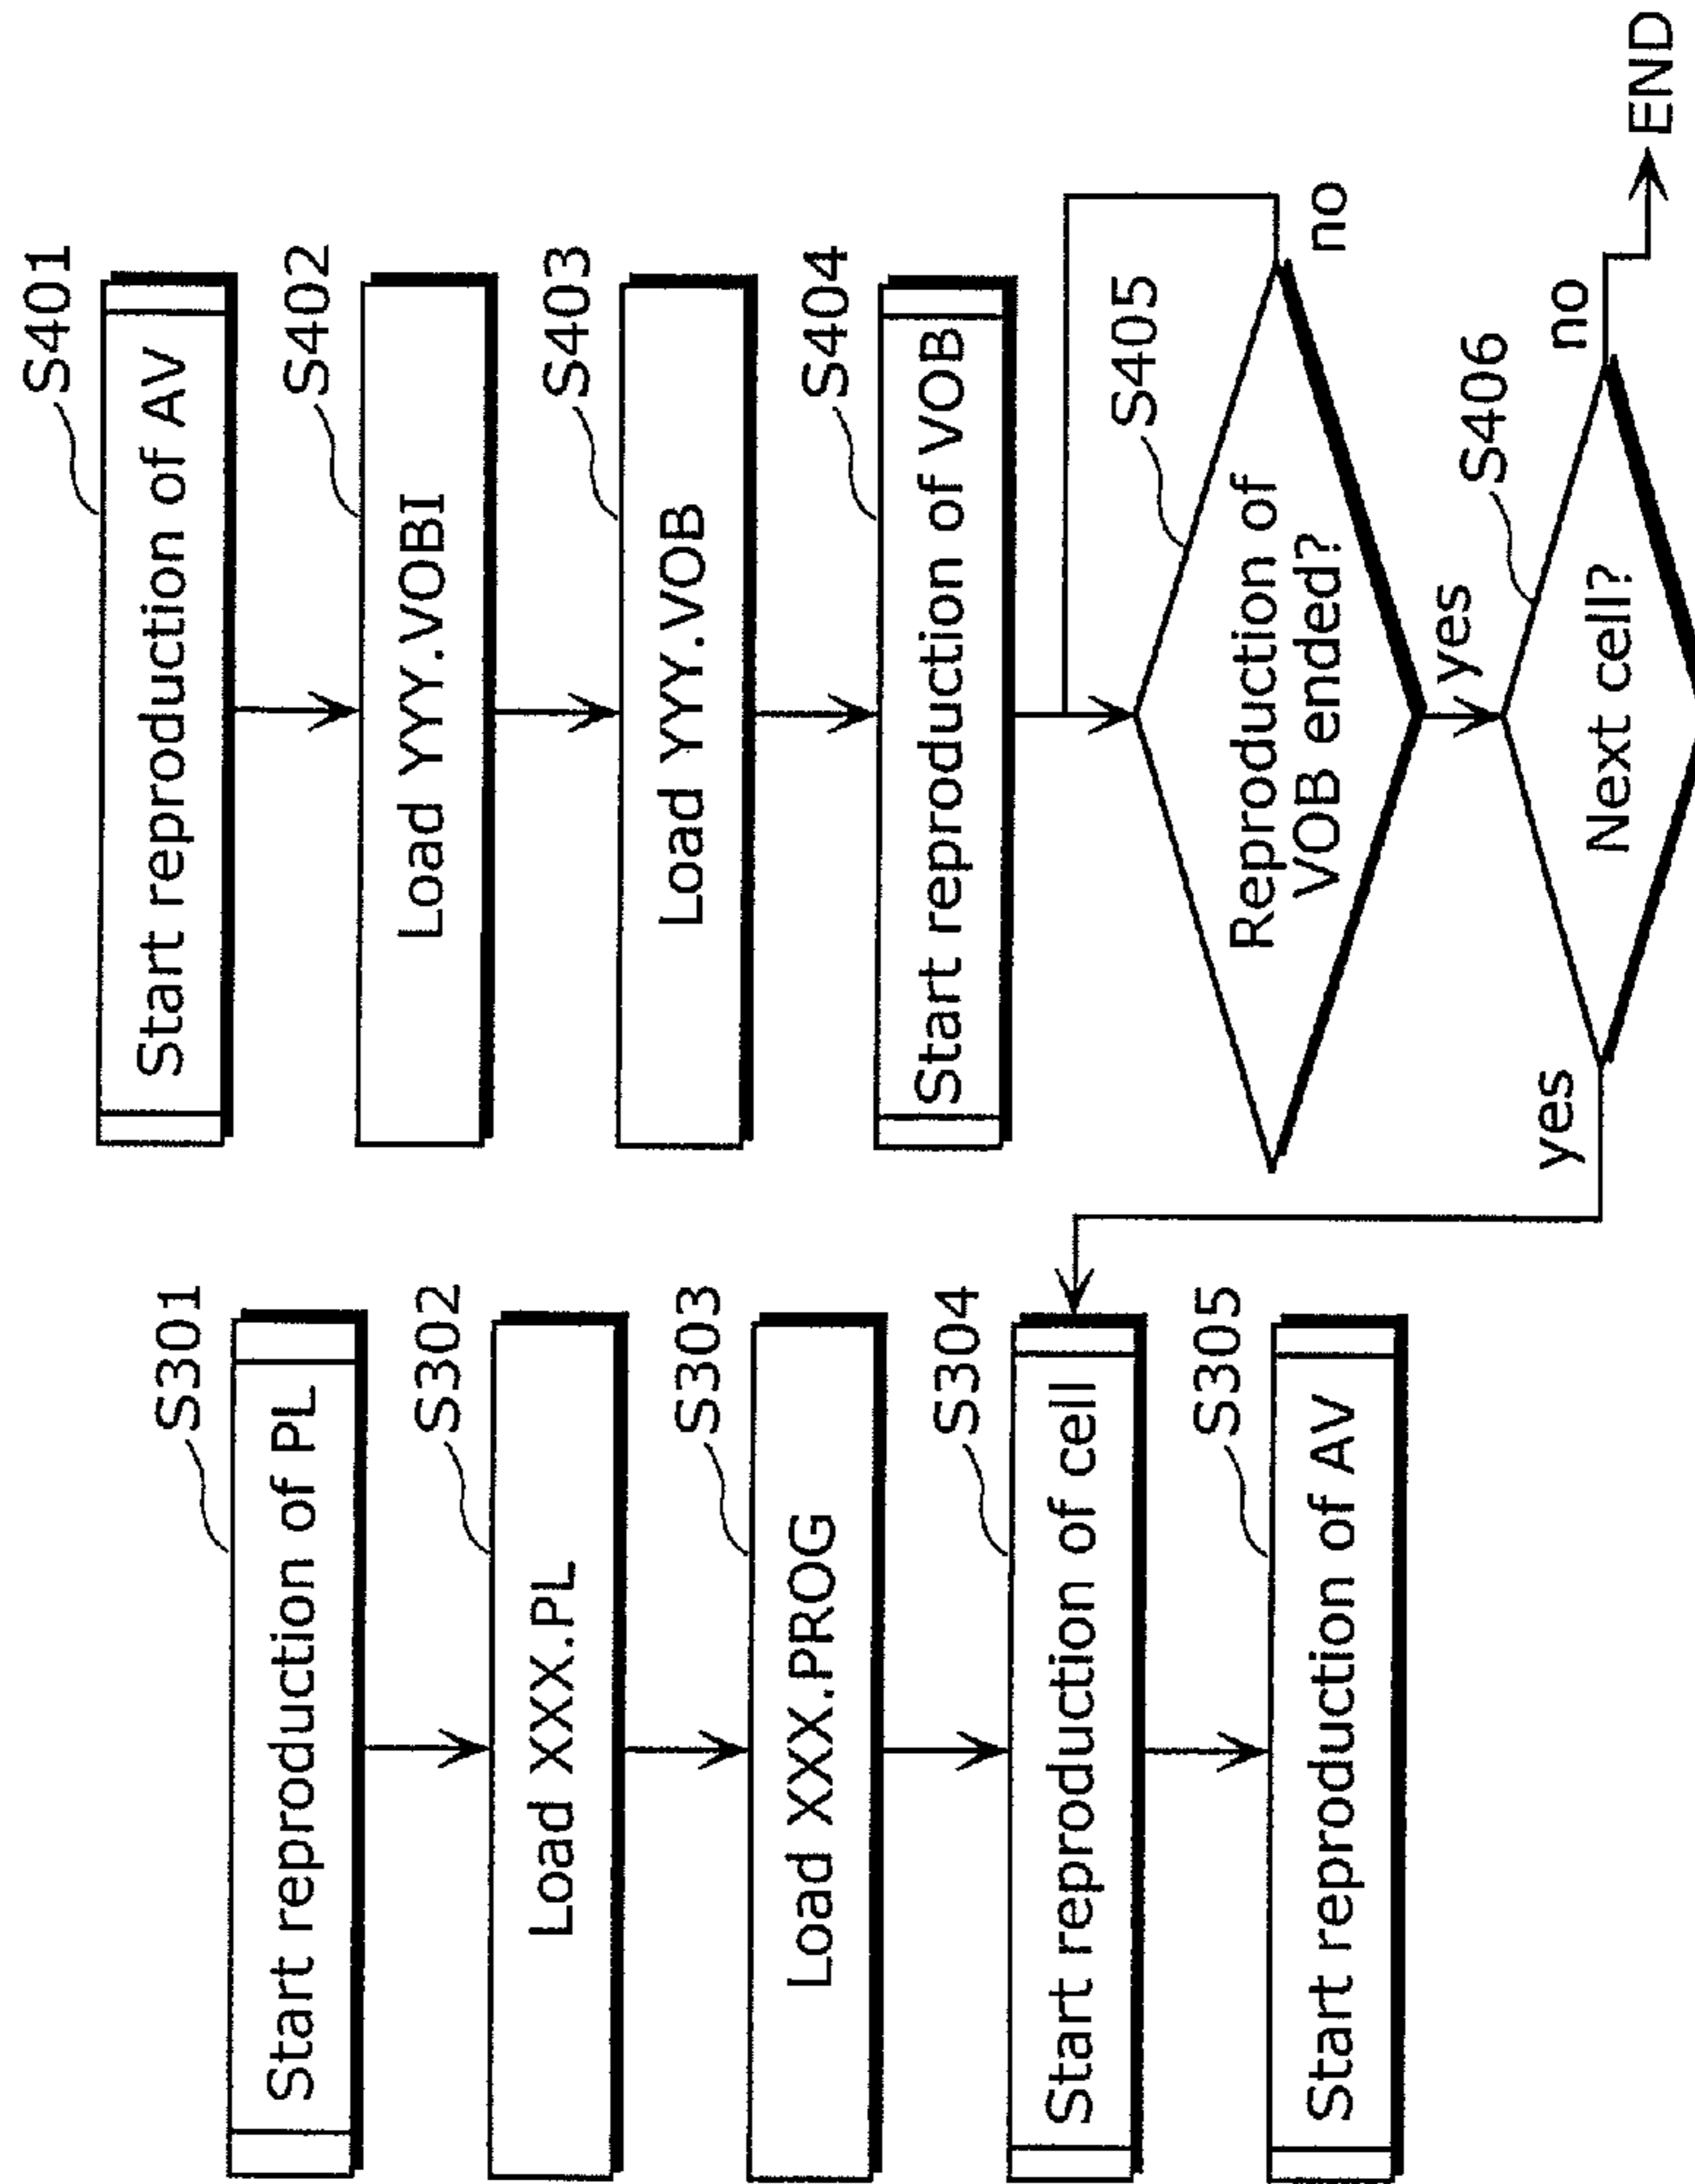 S301
Start reproduction of PL
S302
Load XXX.PL
S303
Load XXX.PROG
S304
Start reproduction of cell
S305
Start reproduction of AV
S401
Start reproduction of AV
S402
Load YYY.VOBI
S403
Load YYY.VOB
S404
Start reproduction of VOB
S405
Reproduction of
VOB ended?
no
yes
S406
Next cell?
yes
no
END